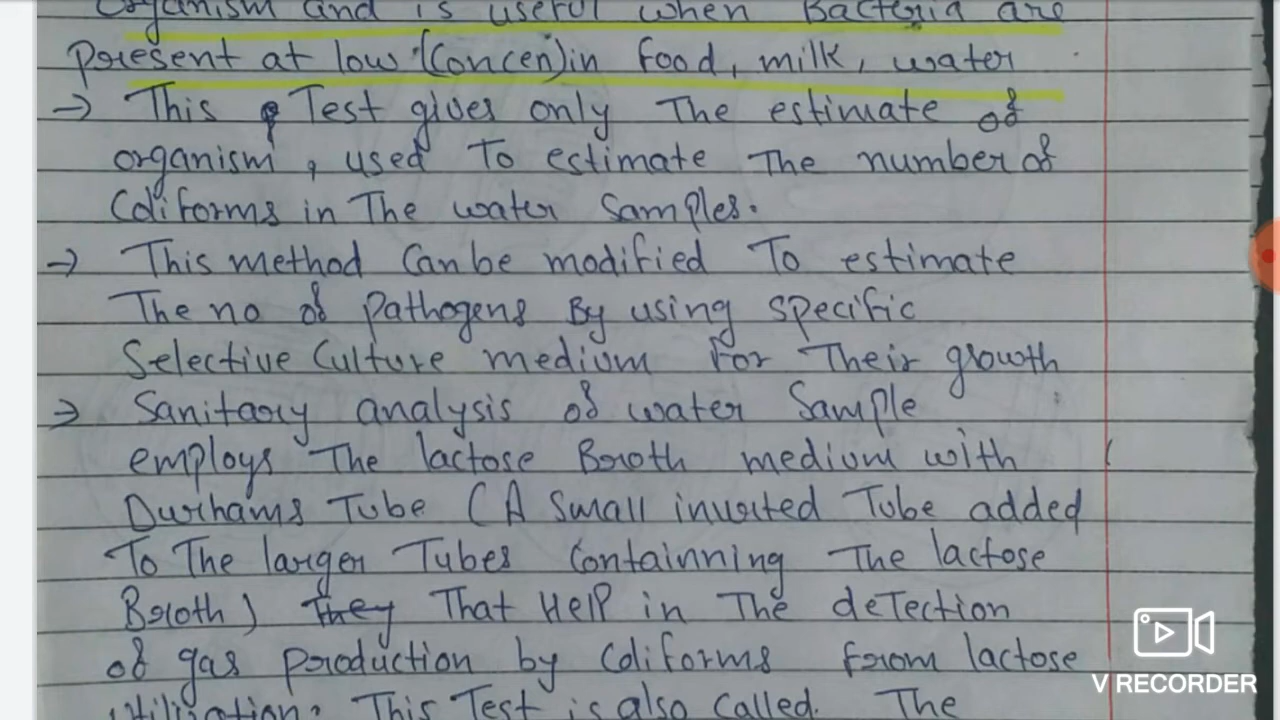 organism and is useful when Bacteria are
present at low (concen) in food, milk, water
→ This Test gives only The estimate of
organism, used To estimate The number of
Coliforms in The water samples.
→ This method Can be modified To estimate
The no of pathogens By using specific
Selective Culture medium For Their growth
→ Sanitary analysis of water Sample
employs The lactose Broth medium with
Durhams Tube (A Small inverted Tube added
To The larger Tubes Containning The lactose
Broth) They That HelP in The deTection
of gas production by Coliforms from lactose
utilization. This Test is also called. The
V RECORDER